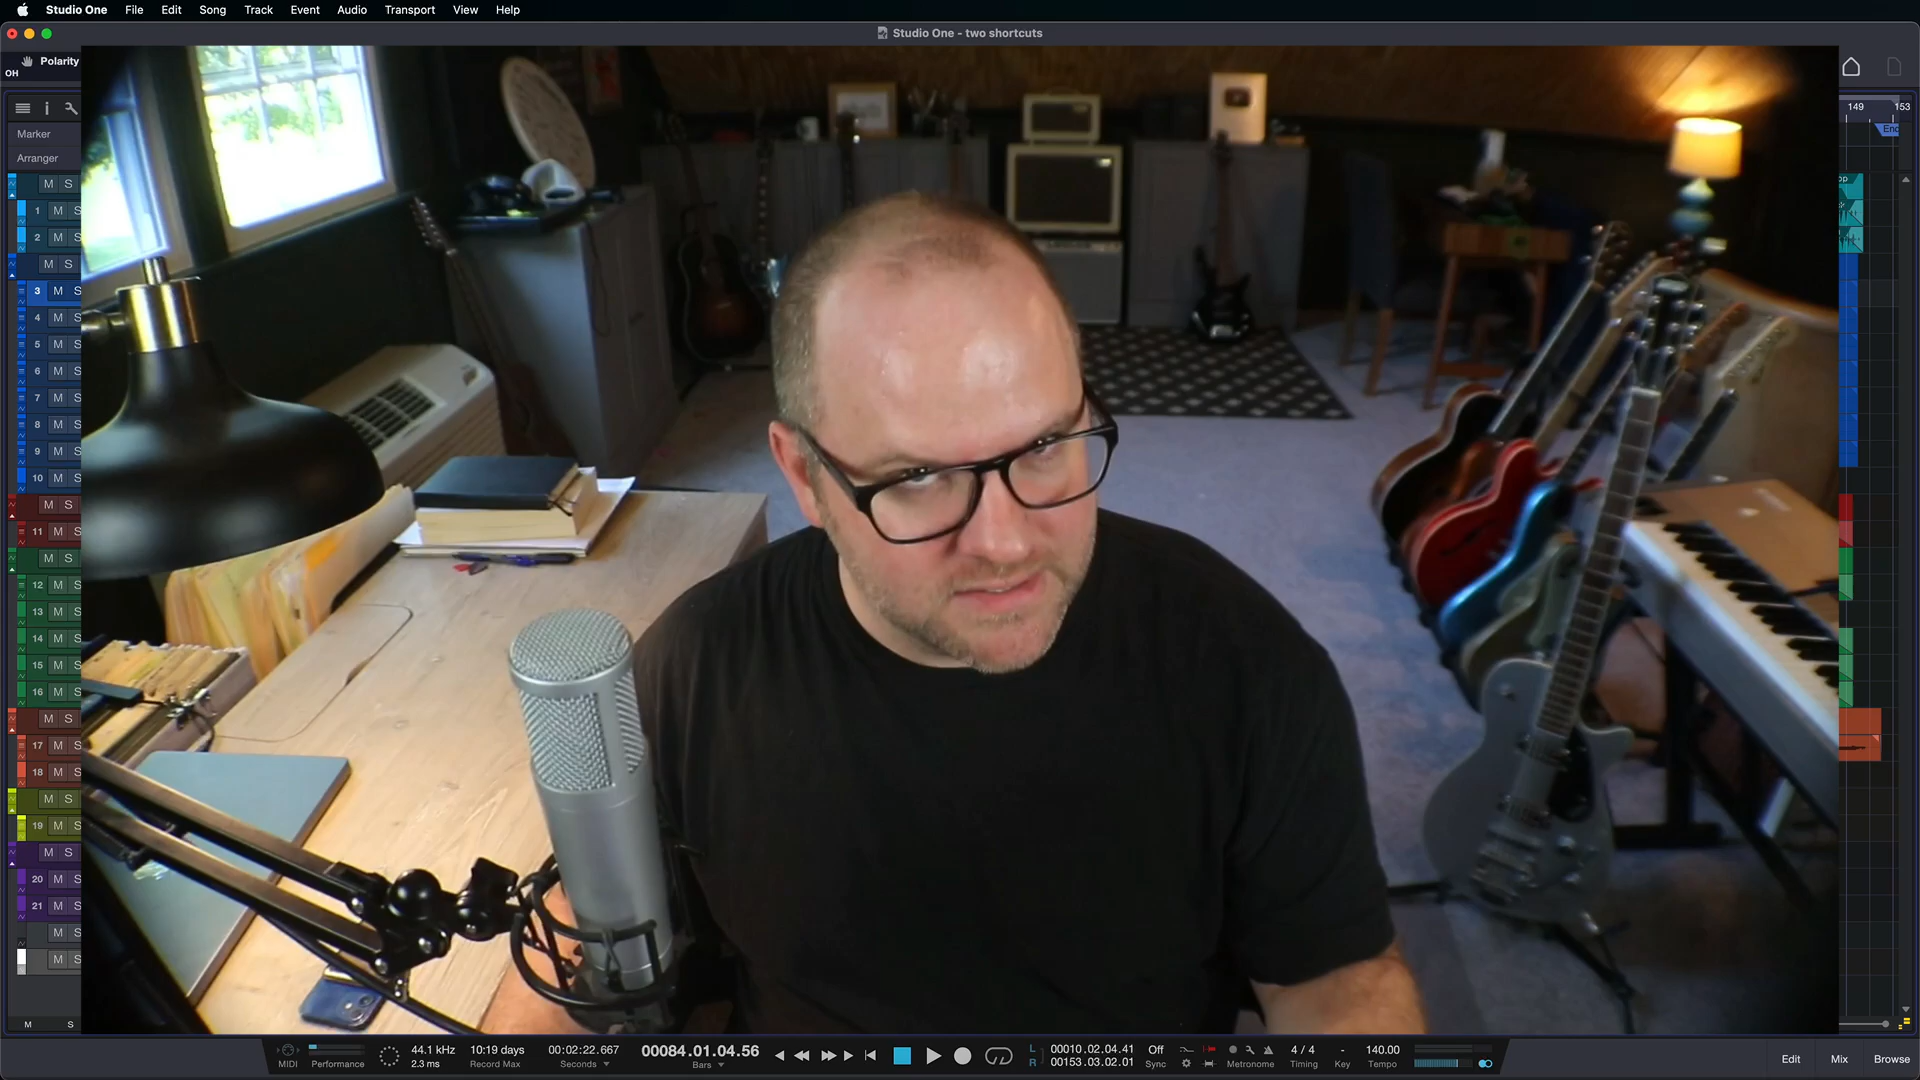 Studio One File Edit Song Track Event Audio Transport View Help
Studio One - two shortcuts
Polarity
OH
149 153
Marker
End
Arranger
M S
1 M S
2 M S
M S
3 M S
4 M S
5 M S
6 M S
7 M S
8 M S
9 M S
10 M S
M S
11 M S
M S
12 M S
13 M S
14 M S
15 M S
16 M S
M S
17 M S
18 M S
M S
19 M S
M S
20 M S
21 M S
M S
M S
M S
MIDI
Performance
44.1 kHz
2.3 ms
10:19 days
Record Max
00:02:22.667
Seconds
00084.01.04.56
Bars
L 00010.02.04.41
R 00153.03.02.01
Off
Sync
Metronome
4 / 4
Timing
-
Key
140.00
Tempo
Edit Mix Browse